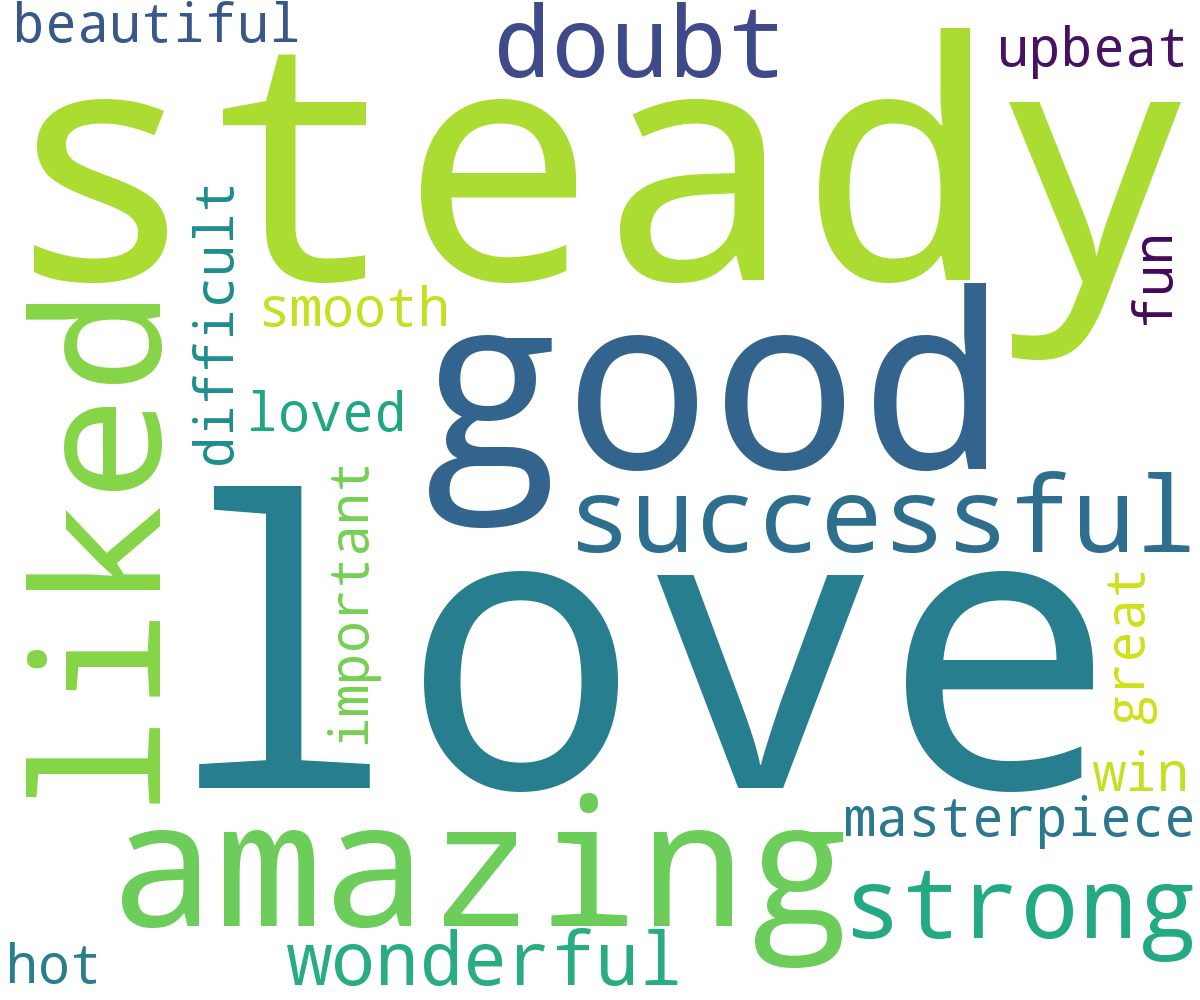 beautiful
doubt
upbeat
steady
difficult
fun
smooth
good
liked
loved
important
successful
love
great
win
amazing
masterpiece
strong
wonderful
hot